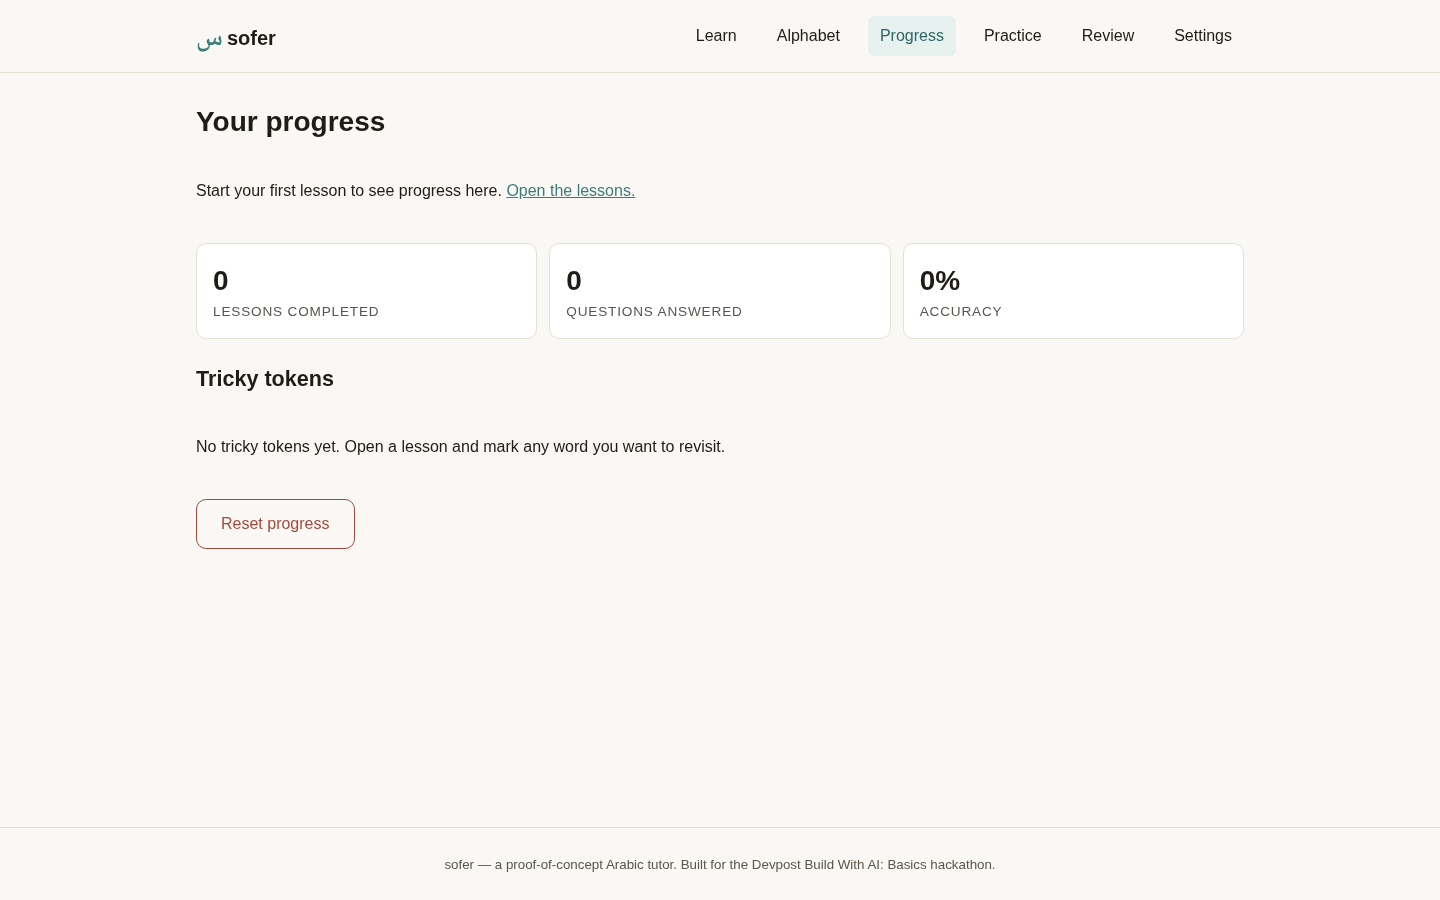 س sofer
Learn
Alphabet
Progress
Practice
Review
Settings
Your progress
Start your first lesson to see progress here. Open the lessons.
0
LESSONS COMPLETED
0
QUESTIONS ANSWERED
0%
ACCURACY
Tricky tokens
No tricky tokens yet. Open a lesson and mark any word you want to revisit.
Reset progress
sofer — a proof-of-concept Arabic tutor. Built for the Devpost Build With AI: Basics hackathon.